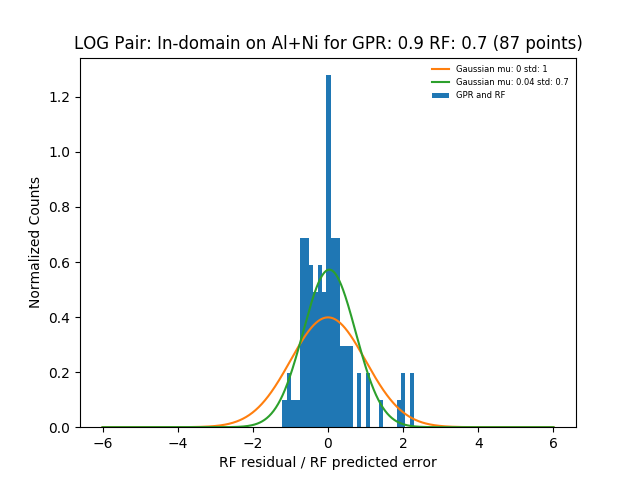 LOG Pair: In-domain on Al+Ni for GPR: 0.9 RF: 0.7 (87 points)
Gaussian mu: 0 std: 1
Gaussian mu: 0.04 std: 0.7
GPR and RF
Normalized Counts
1.2
1.0
0.8
0.6
0.4
0.2
0.0
−6 −4 −2 0 2 4 6
RF residual / RF predicted error